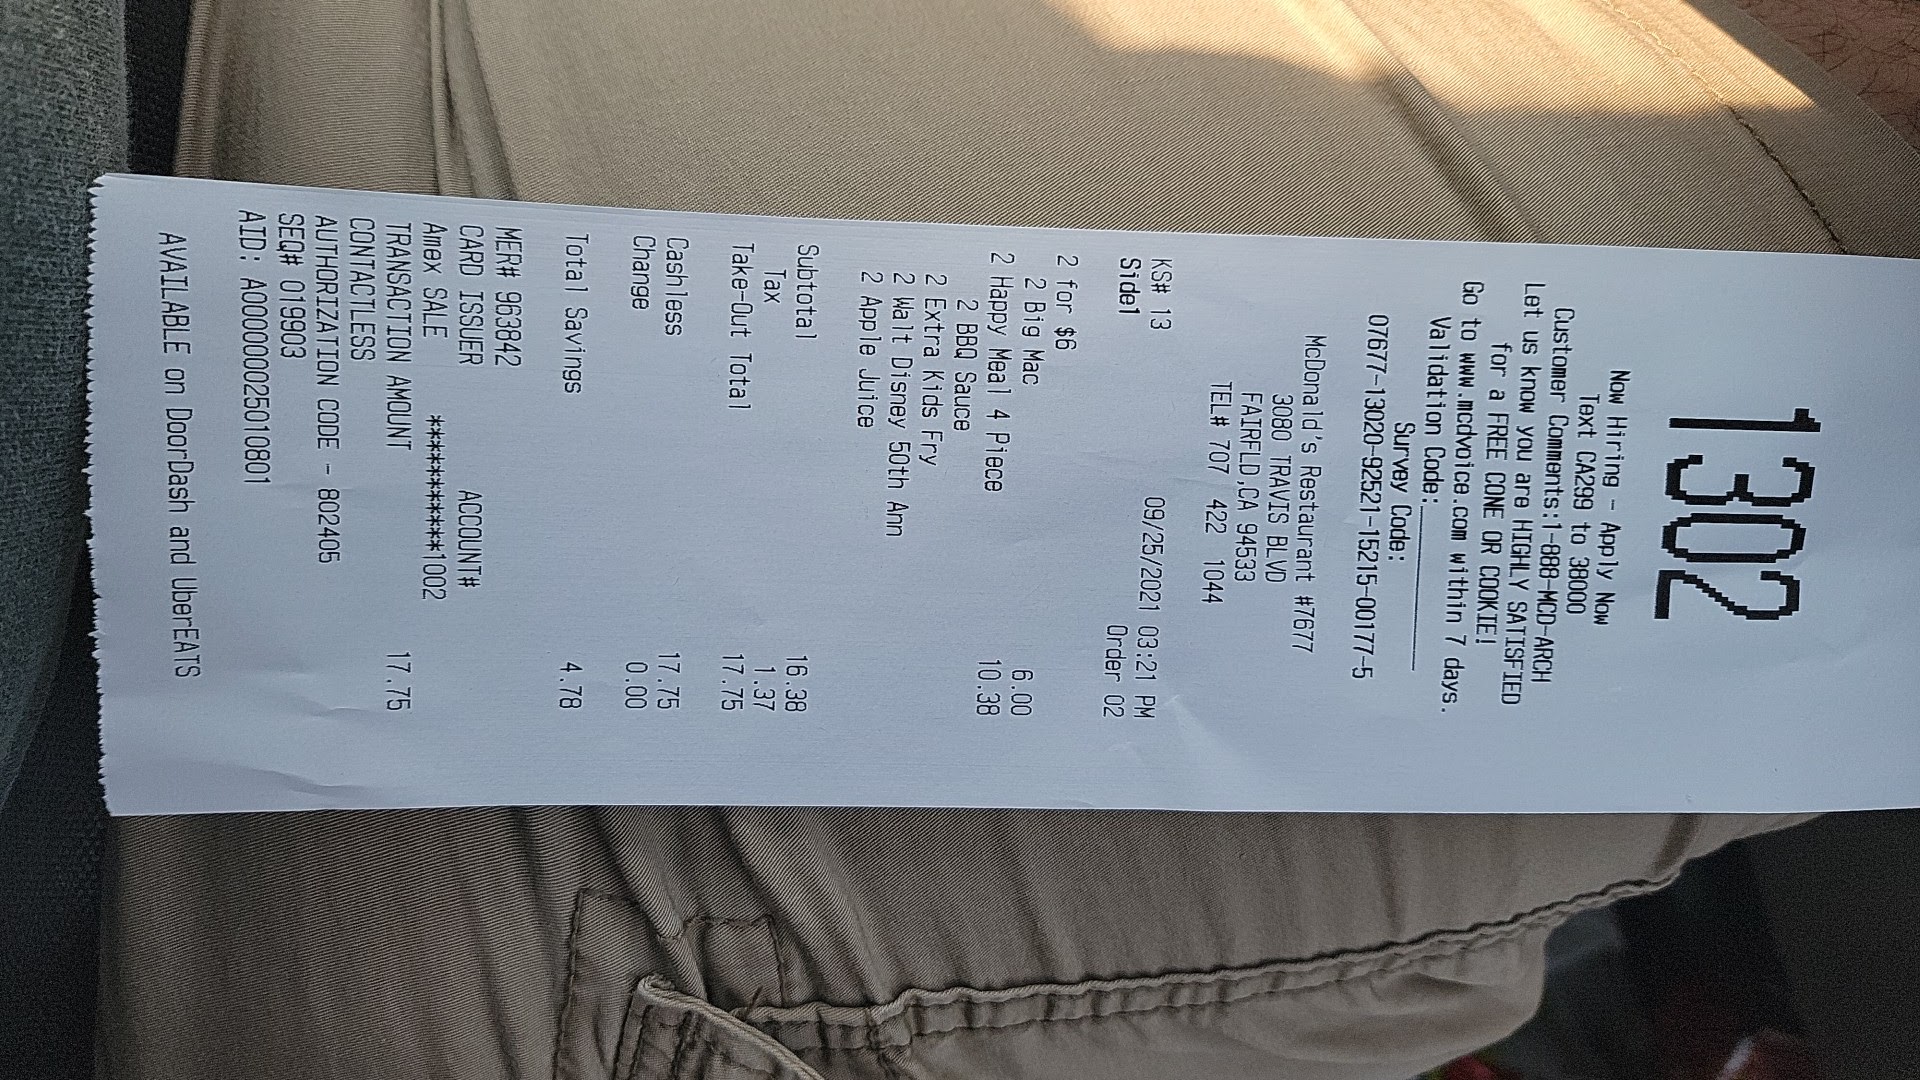 1302
Now Hiring - Apply Now
Text CA299 to 38000
Customer Comments:1-888-MCD-ARCH
Let us know you are HIGHLY SATISFIED
for a FREE CONE OR COOKIE!
Go to www.mcdvoice.com within 7 days.
Validation Code:__________
Survey Code:
07677-13020-92521-15215-00177-5
McDonald's Restaurant #7677
3080 TRAVIS BLVD
FAIRFLD,CA 94533
TEL# 707 422 1044
KS# 13 09/25/2021 03:21 PM
Side1 Order 02
2 for $6
2 Big Mac 6.00
2 Happy Meal 4 Piece 10.38
2 BBQ Sauce
2 Extra Kids Fry
2 Walt Disney 50th Ann
2 Apple Juice
Subtotal 16.38
Tax 1.37
Take-Out Total 17.75
Cashless 17.75
Change 0.00
Total Savings 4.78
MER# 963842
CARD ISSUER ACCOUNT#
Amex SALE ***********1002
TRANSACTION AMOUNT 17.75
CONTACTLESS
AUTHORIZATION CODE - 802405
SEQ# 019903
AID: A000000025010801
AVAILABLE on DoorDash and UberEATS